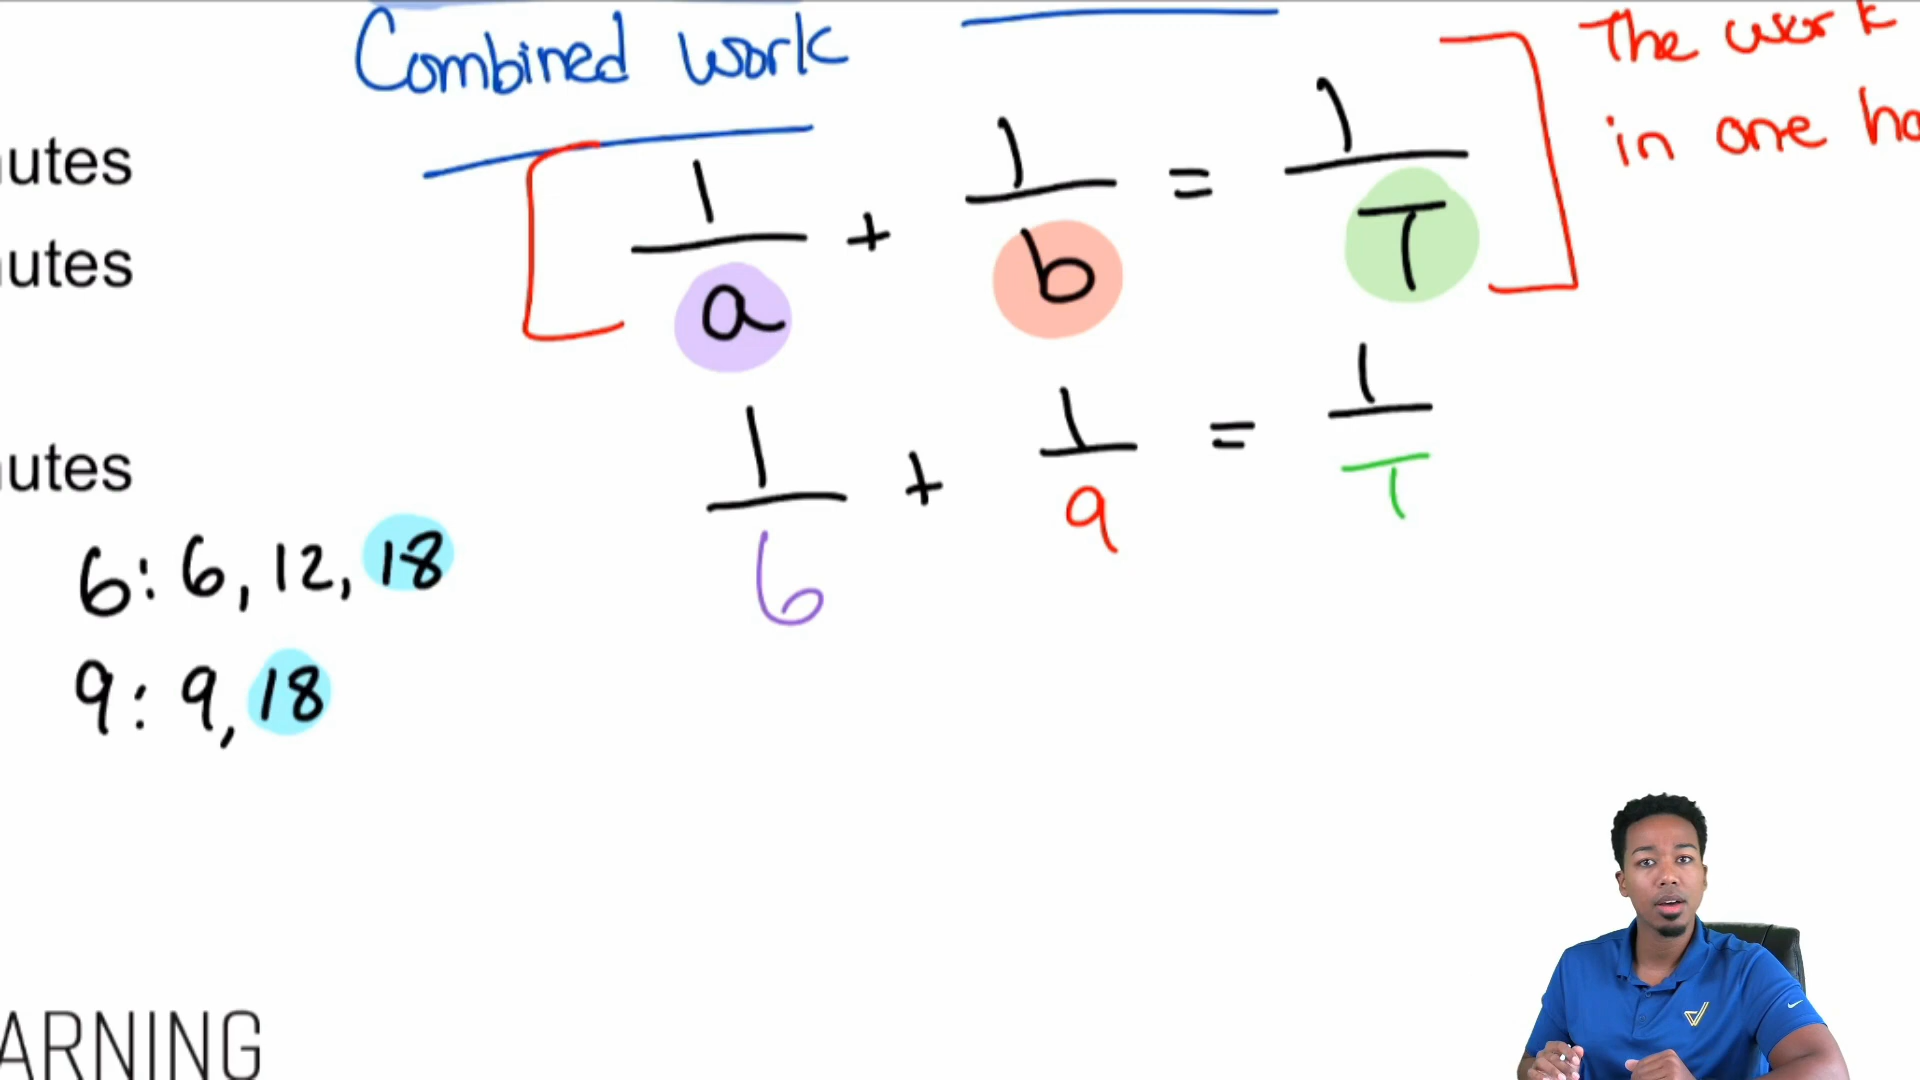 Combined work
The work
in one ho
utes
utes
1/a + 1/b = 1/T
1/6 + 1/9 = 1/T
utes
6: 6, 12, 18
9: 9, 18
ARNING